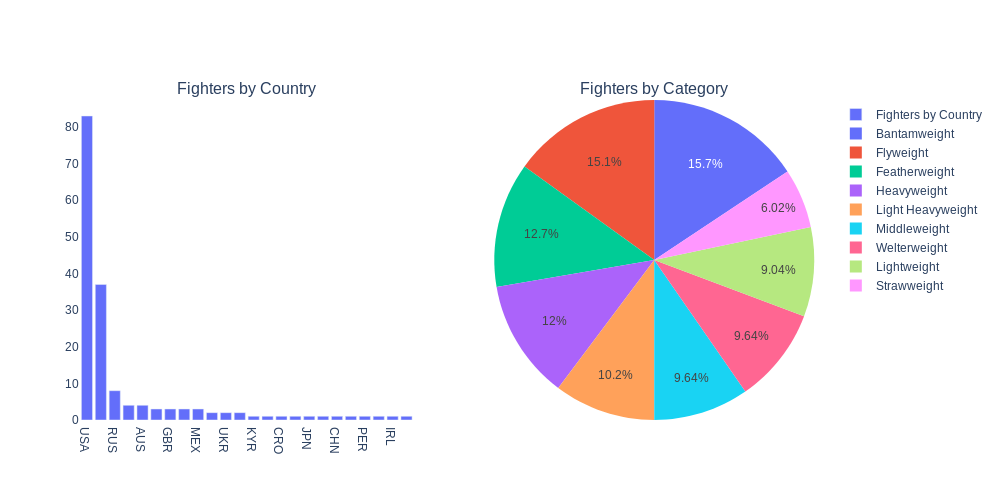 Fighters by Country
Fighters by Category
80
70
60
50
40
30
20
10
0
USA
RUS
AUS
GBR
MEX
UKR
KYR
CRO
JPN
CHN
PER
IRL
15.7%
15.1%
12.7%
12%
10.2%
9.64%
9.64%
9.04%
6.02%
Fighters by Country
Bantamweight
Flyweight
Featherweight
Heavyweight
Light Heavyweight
Middleweight
Welterweight
Lightweight
Strawweight